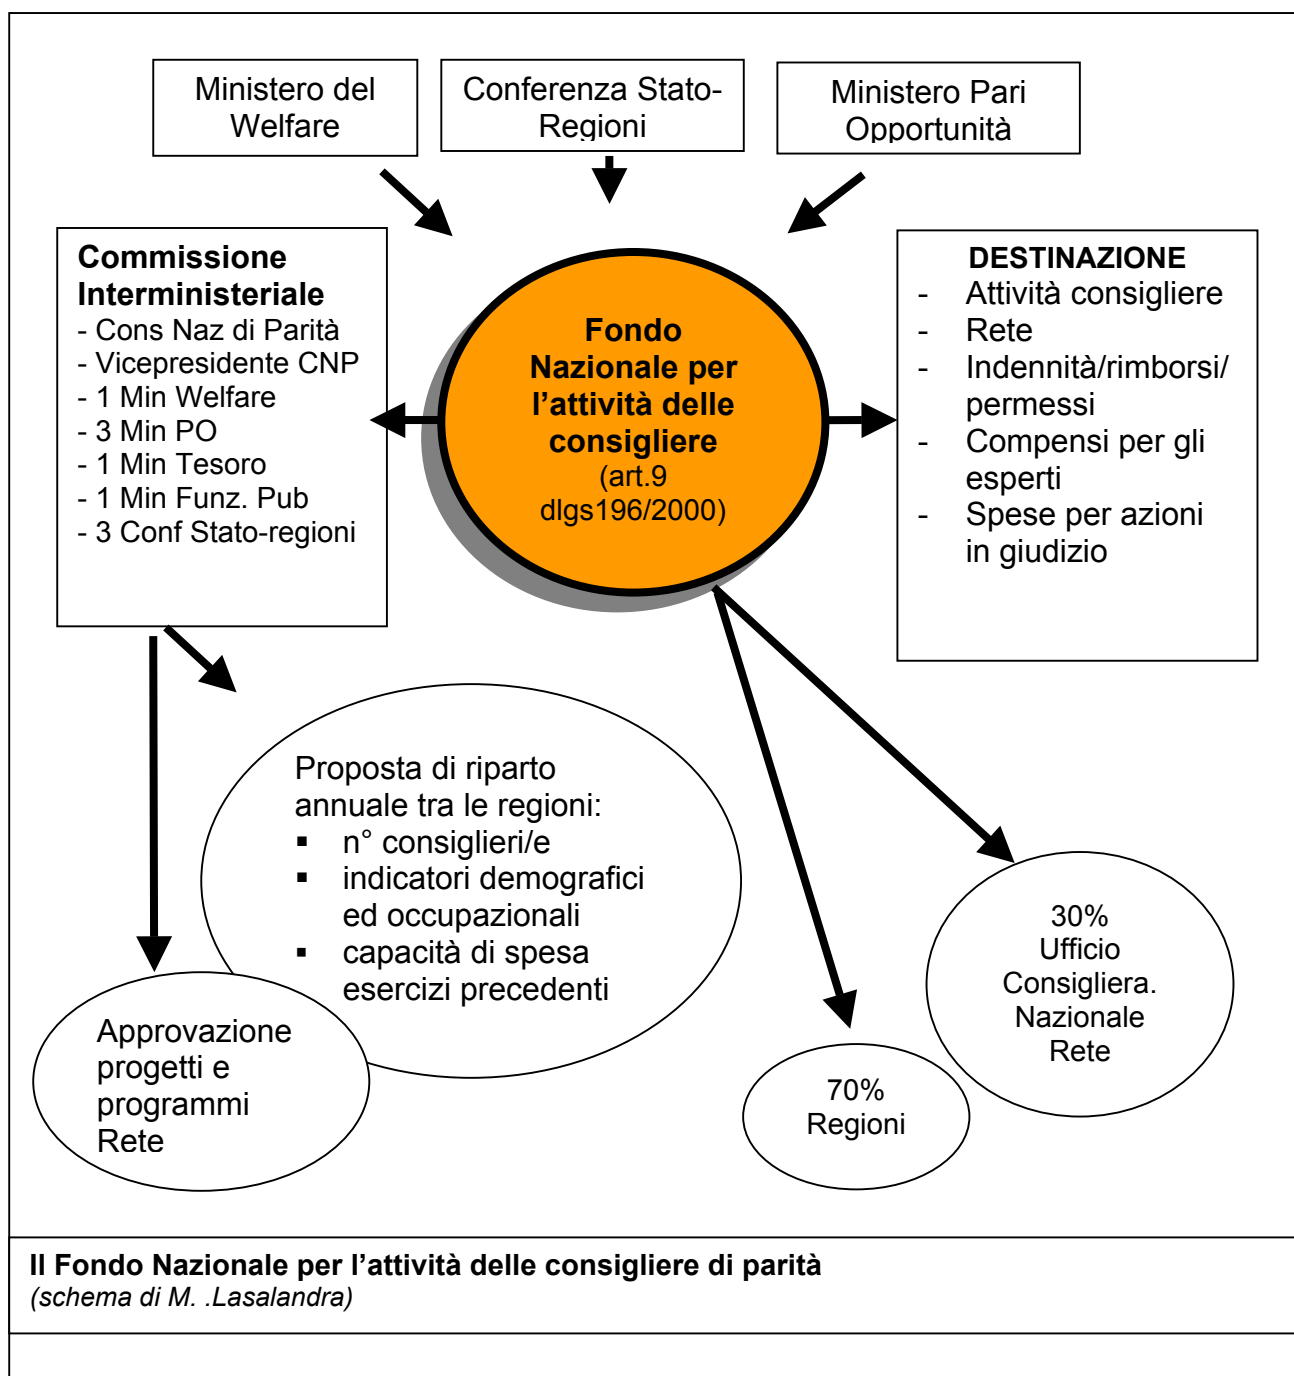 Ministero del
Welfare
Conferenza Stato-
Regioni
Ministero Pari
Opportunità
Commissione
Interministeriale
- Cons Naz di Parità
- Vicepresidente CNP
- 1 Min Welfare
- 3 Min PO
- 1 Min Tesoro
- 1 Min Funz. Pub
- 3 Conf Stato-regioni
Fondo
Nazionale per
l’attività delle
consigliere
(art.9
dlgs196/2000)
DESTINAZIONE
- Attività consigliere
- Rete
- Indennità/rimborsi/
permessi
- Compensi per gli
esperti
- Spese per azioni
in giudizio
Proposta di riparto
annuale tra le regioni:
▪ n° consiglieri/e
▪ indicatori demografici
ed occupazionali
▪ capacità di spesa
esercizi precedenti
Approvazione
progetti e
programmi
Rete
70%
Regioni
30%
Ufficio
Consigliera.
Nazionale
Rete
Il Fondo Nazionale per l’attività delle consigliere di parità
(schema di M. .Lasalandra)